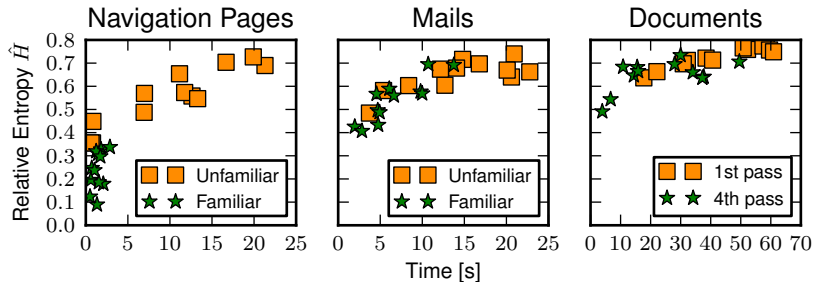 Navigation Pages
Mails
Documents
Relative Entropy Ĥ
0.8
0.7
0.6
0.5
0.4
0.3
0.2
0.1
0.0
Unfamiliar
Familiar
0 5 10 15 20 25
Unfamiliar
Familiar
0 5 10 15 20 25
1st pass
4th pass
0 10 20 30 40 50 60 70
Time [s]